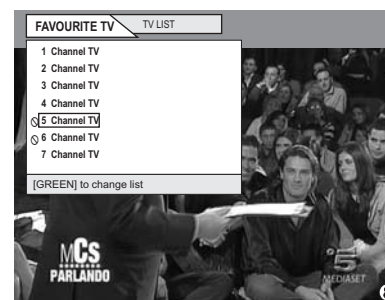 FAVOURITE TV TV LIST
1 Channel TV
2 Channel TV
3 Channel TV
4 Channel TV
5 Channel TV
6 Channel TV
7 Channel TV
[GREEN] to change list
MCs
PARLANDO
5
MEDIASET
6